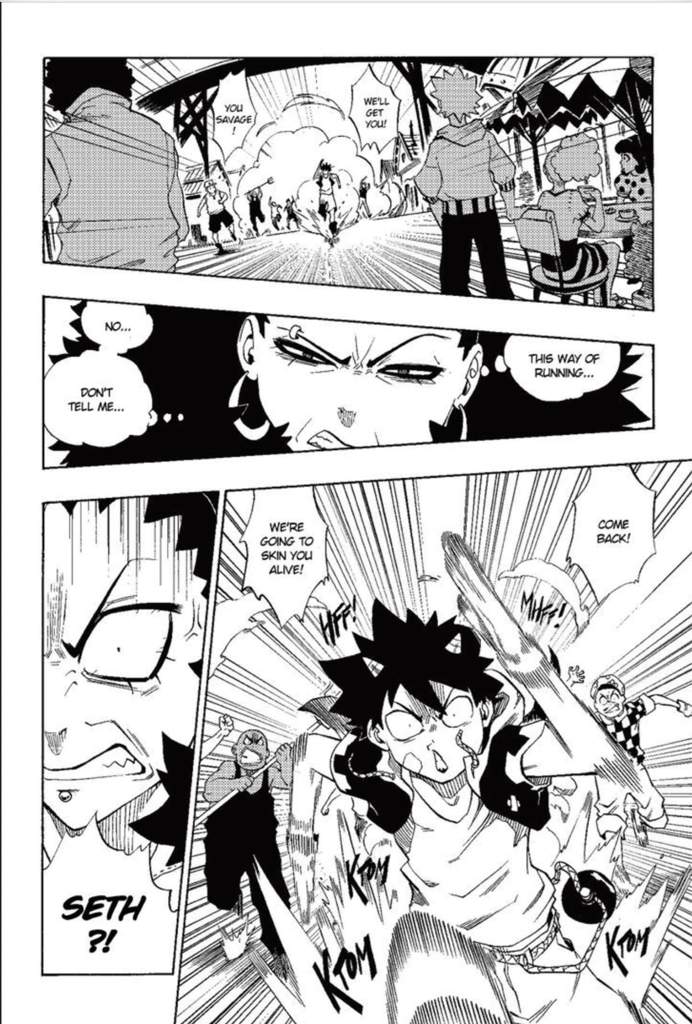 YOU
SAVAGE
!
WE'LL
GET
YOU!
NO...
DON'T
TELL ME...
THIS WAY OF
RUNNING...
SETH
?!
WE'RE
GOING TO
SKIN YOU
ALIVE!
COME
BACK!
HFF!
MHFF!
KTOM
KTOM
KTOM